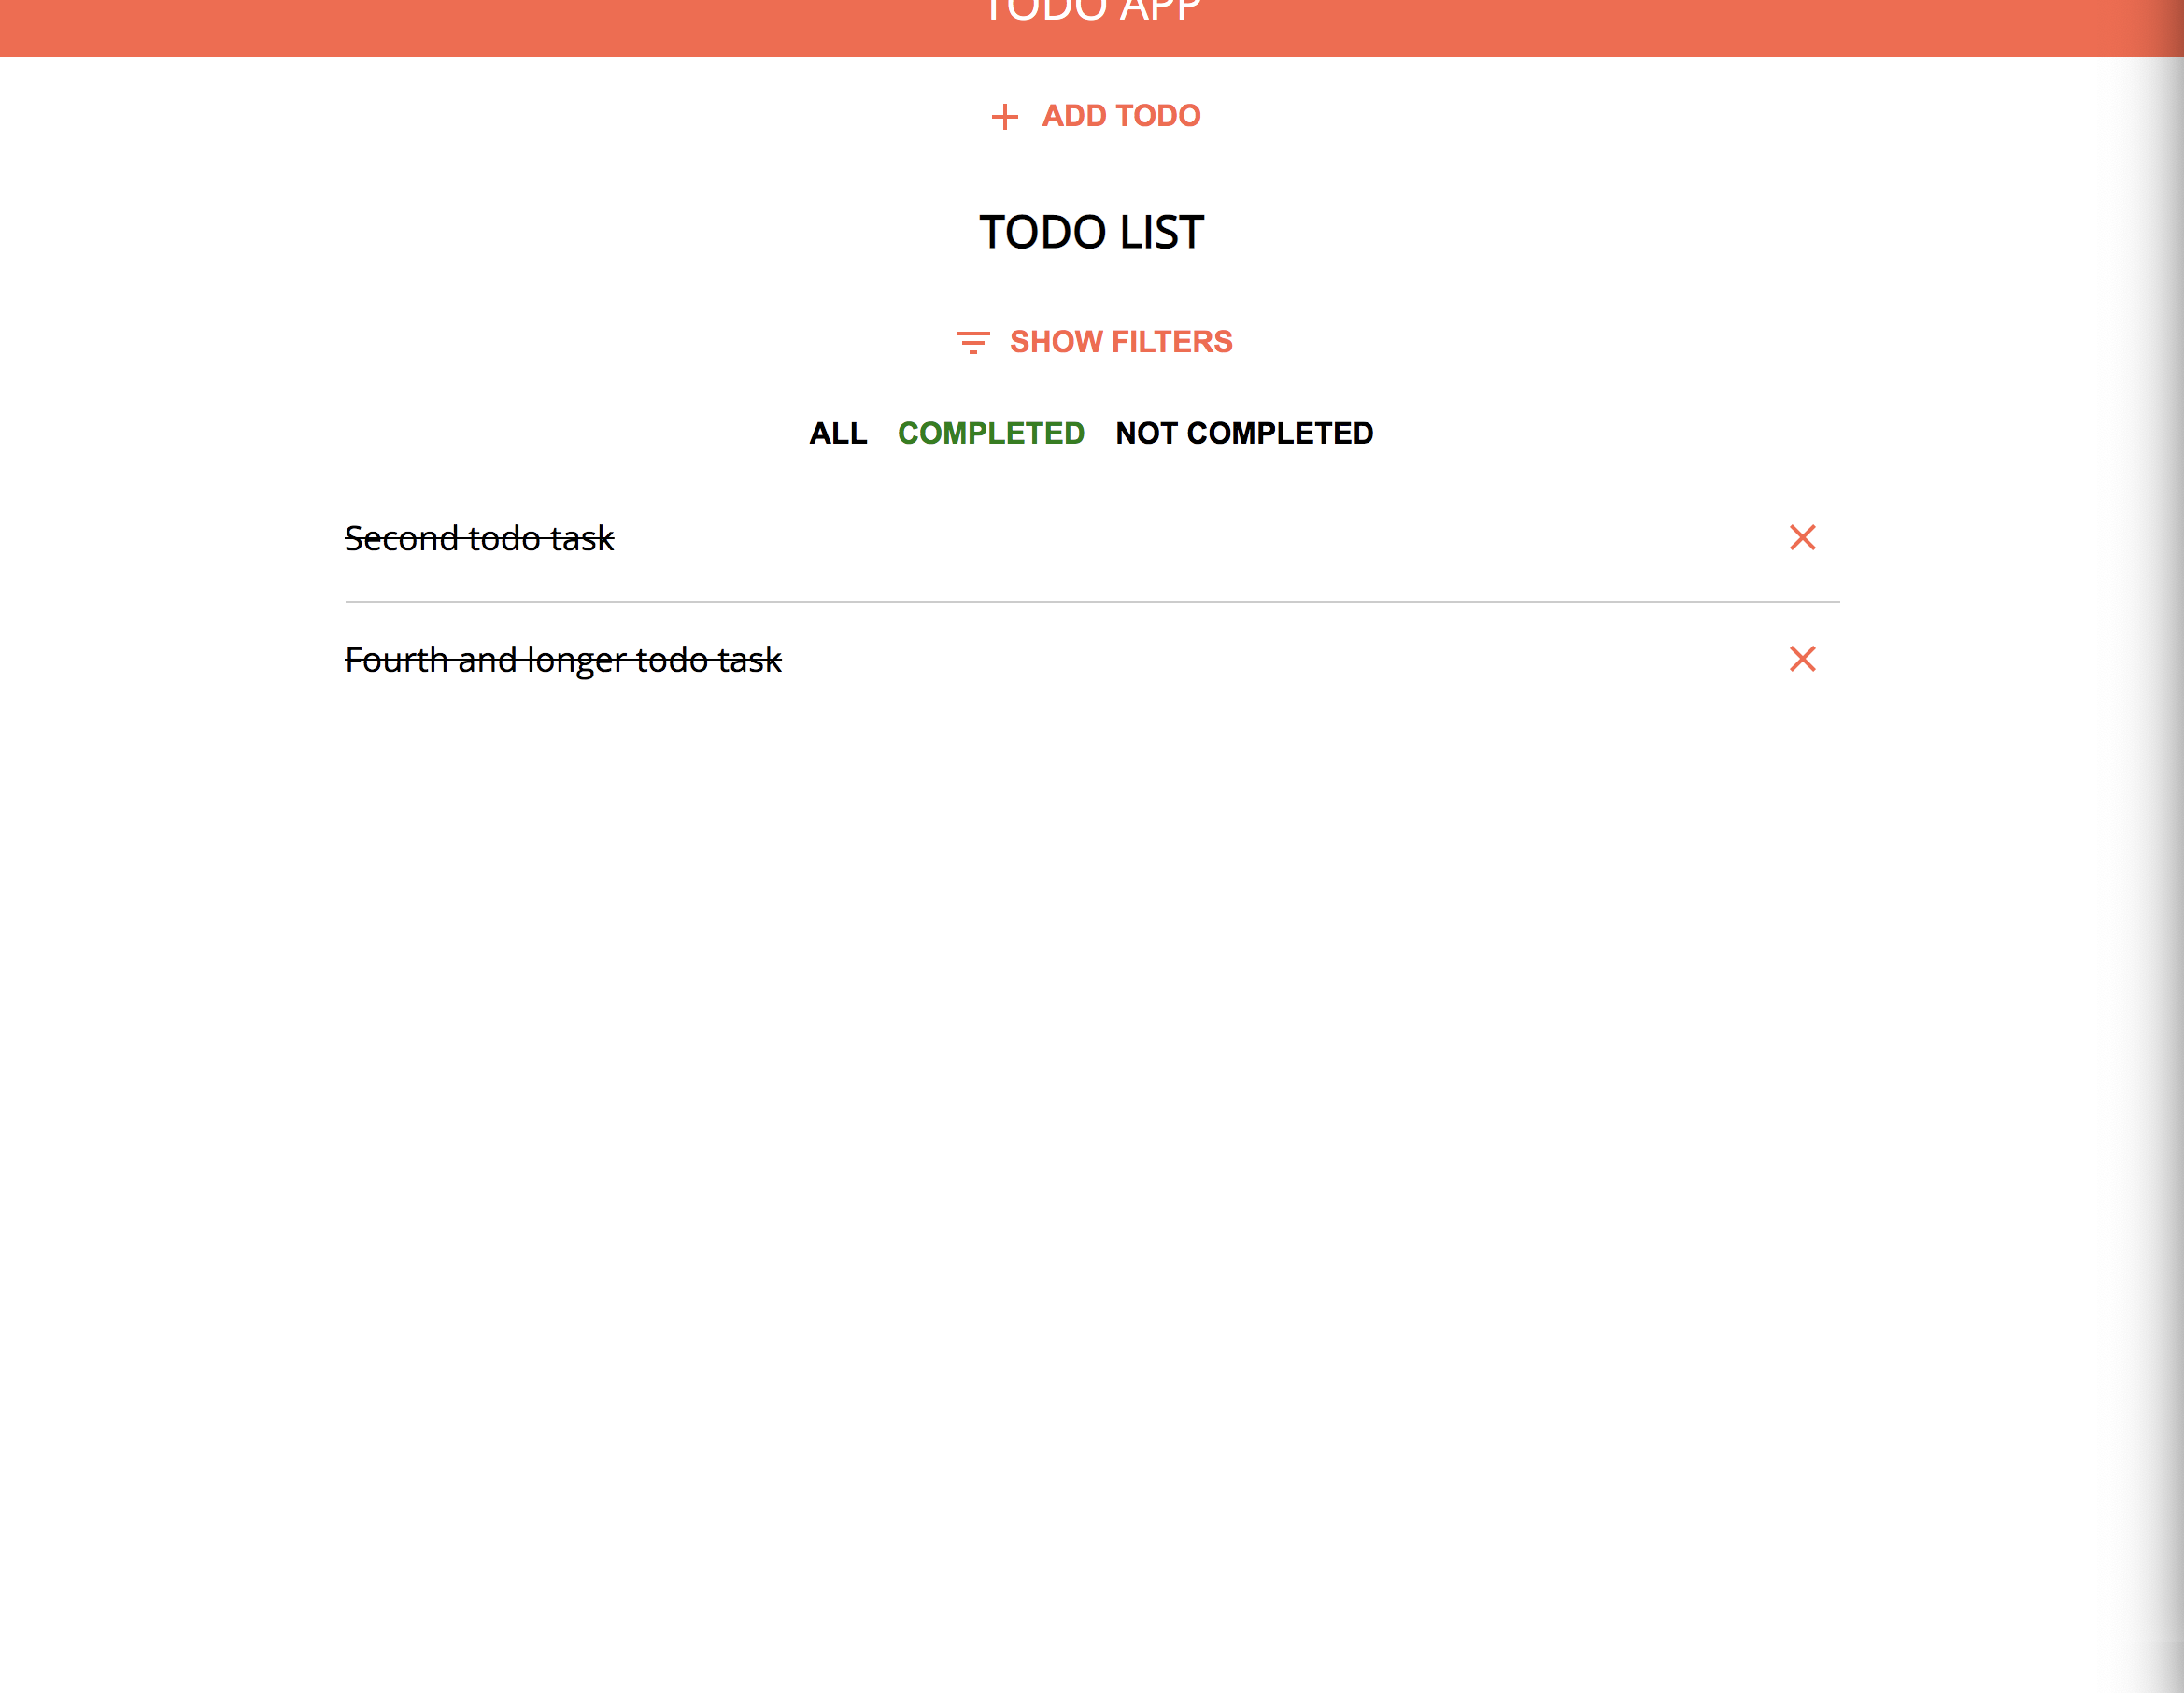 TODO APP
ADD TODO
TODO LIST
SHOW FILTERS
ALL COMPLETED NOT COMPLETED
Second todo task
Fourth and longer todo task